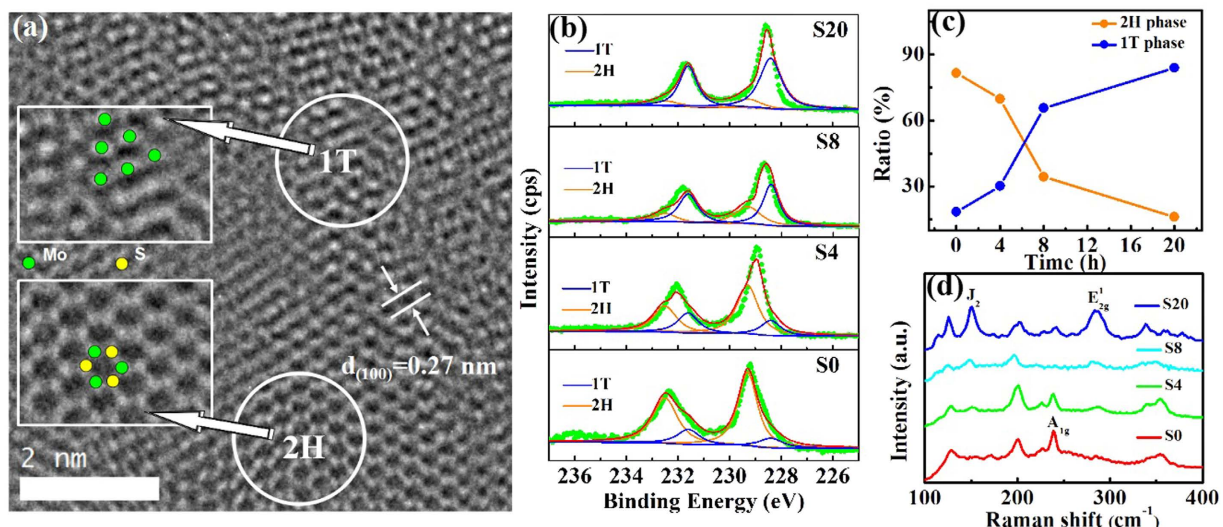 (a)
1T
Mo
S
d(100)=0.27 nm
2H
2 nm
(b)
S20
1T
2H
S8
1T
2H
S4
1T
2H
S0
1T
2H
Intensity (cps)
236 234 232 230 228 226
Binding Energy (eV)
(c)
2H phase
1T phase
90
60
30
Ratio (%)
0 4 8 12 16 20
Time (h)
(d)
J2
E12g
S20
S8
S4
A1g
S0
Intensity (a.u.)
100 200 300 400
Raman shift (cm-1)